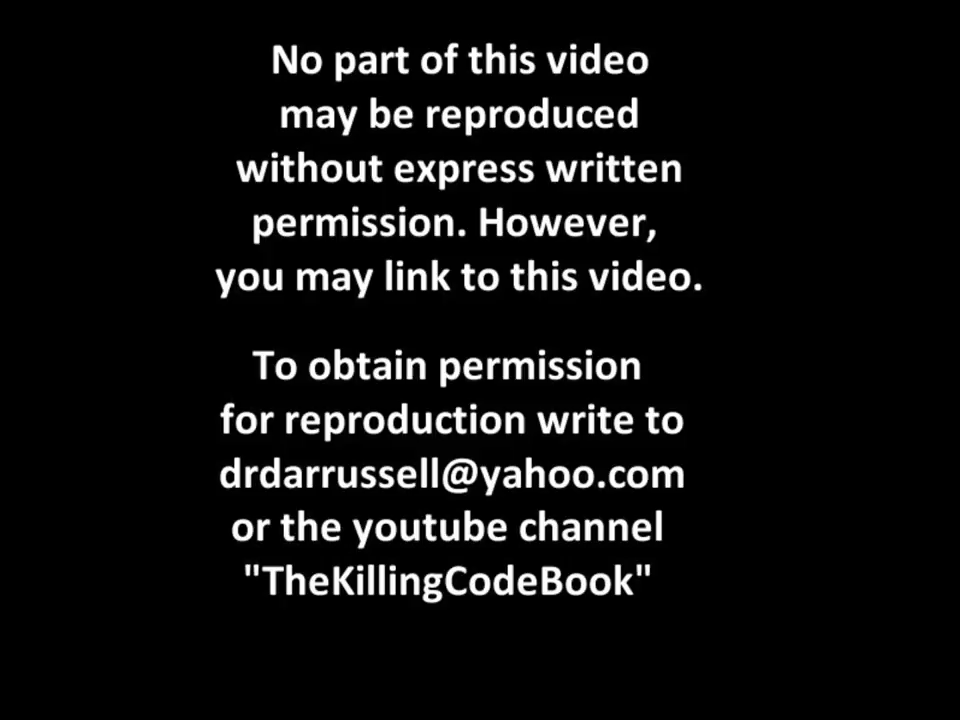 No part of this video
may be reproduced
without express written
permission. However,
you may link to this video.
To obtain permission
for reproduction write to
drdarrussell@yahoo.com
or the youtube channel
"TheKillingCodeBook"